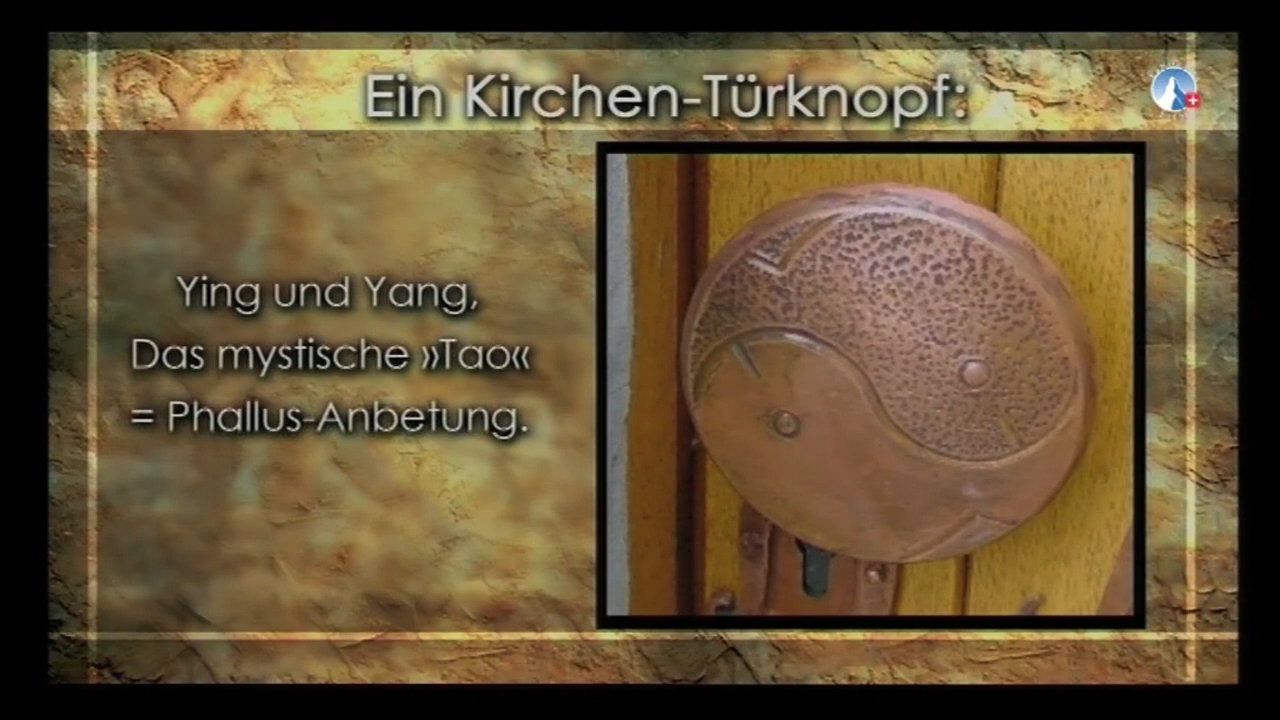 Ein Kirchen-Türknopf:
Ying und Yang,
Das mystische »Tao«
= Phallus-Anbetung.